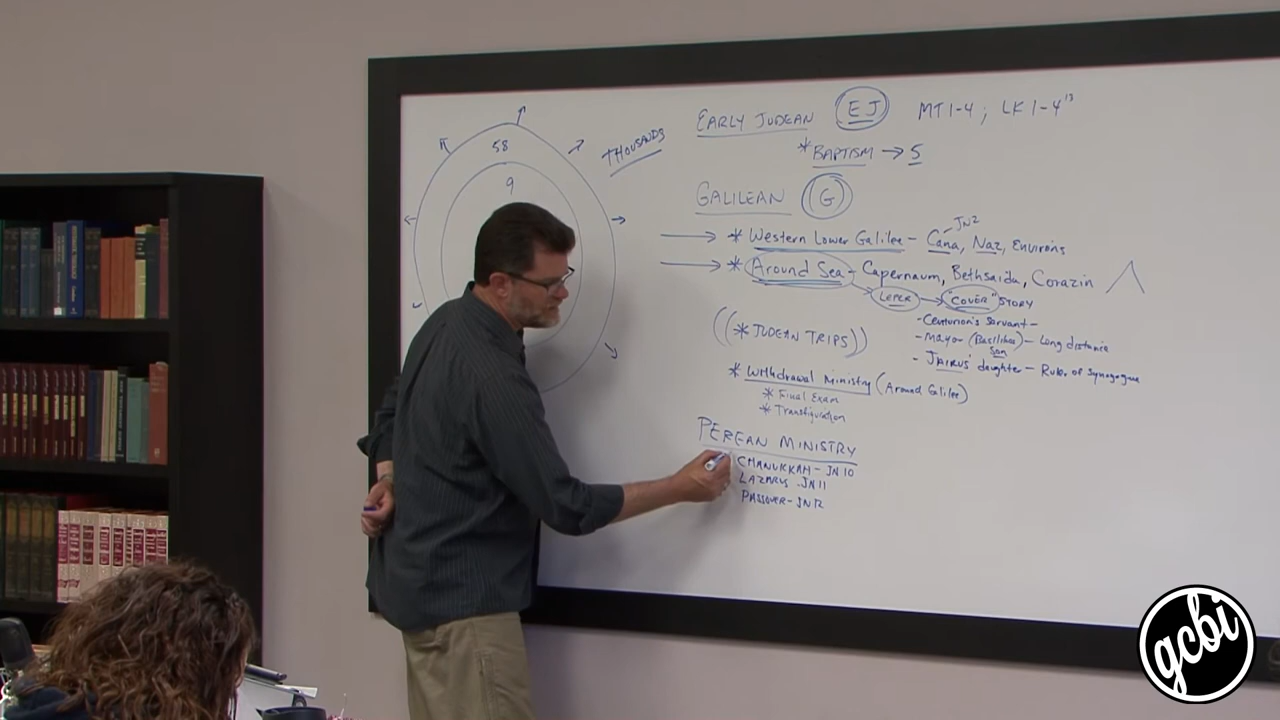 EARLY JUDEAN (EJ) MT 1-4 ; LK 1-4¹³
* BAPTISM → S
58
THOUSANDS
9
GALILEAN (G)
JN2
* Western Lower Galilee - Cana, Naz, Environs
* Around Sea - Capernaum, Bethsaida, Corazin
LEPER → "COVER" STORY
- Centurion's Servant -
((* JUDEAN TRIPS))
- Mayor (Basilikos) - Long distance
Son
- JAIRUS' daughter - Ruler of Synagogue
* Withdrawal Ministry (Around Galilee)
* Final Exam
* Transfiguration
PEREAN MINISTRY
CHANUKKAH - JN 10
LAZARUS - JN 11
PASSOVER - JN 12
gcbi